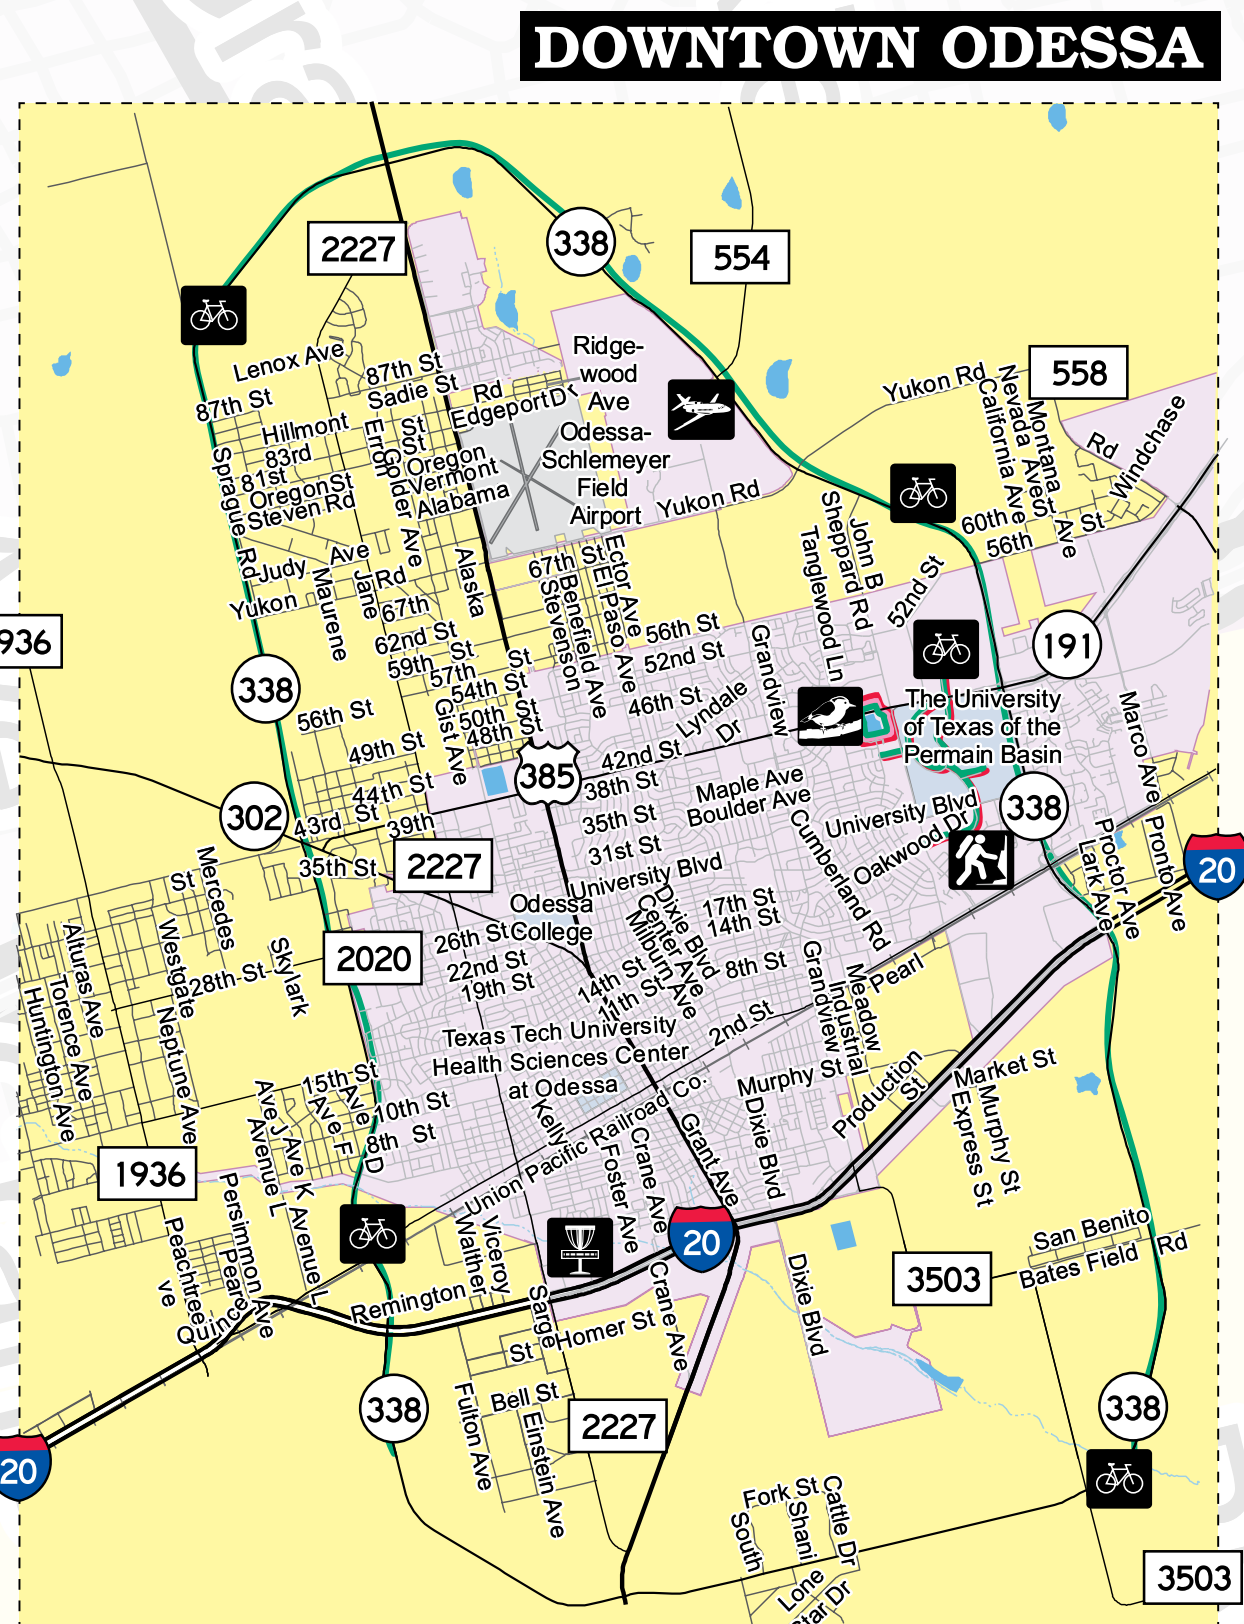 DOWNTOWN ODESSA
2227
338
554
558
Lenox Ave
87th St
Sadie St
Rd
EdgeportDr
Ridge-
wood
Ave
Odessa-
Schlemeyer
Field
Airport
Yukon Rd
Nevada Ave
California Ave
Montana
Ave
Rd
Windchase
87th St
Hillmont
83rd
81st
OregonSt
Steven Rd
Errol
Golder Ave
St
St
Oregon
Vermont
Alabama
Sprague Rd
Yukon Rd
Sheppard Rd
John B
Tanglewood Ln
60th
St
56th
St
52nd St
Judy
Ave
Yukon
Rd
Maurene
Jane
Alaska
67th
67th St
Ector Ave
El Paso Ave
Benefield Ave
Stevenson
62nd St
59th
St
57th
54th St
St
50th
St
48th St
Gist Ave
56th St
52nd St
46th St
Lyndale
Dr
Grandview
936
338
191
56th St
49th St
44th St
43rd St
39th
385
42nd St
38th St
35th St
31st St
Maple Ave
Boulder Ave
The University
of Texas of the
Permain Basin
Marco Ave
302
35th St
2227
University Blvd
University Blvd
Oakwood Dr
Cumberland Rd
338
Proctor Ave
Lark Ave
Pronto Ave
20
St
Mercedes
Westgate
Skylark
28th St
Neptune Ave
Alturas Ave
Torence Ave
Huntington Ave
2020
Odessa
College
26th St
22nd St
19th St
Dixie Blvd
Center Ave
Milburn Ave
17th St
14th St
8th St
14th St
11th St
2nd St
Grandview
Industrial
Meadow
Pearl
Texas Tech University
Health Sciences Center
at Odessa
Union Pacific Railroad Co.
Murphy St
Production
St
Market St
Murphy St
Express St
15th St
10th St
8th St
Ave
D
Ave F
Ave J
Ave K
Avenue L
Avenue L
1936
Kelly
Crane Ave
Foster Ave
Grant Ave
Dixie Blvd
Persimmon Ave
Peare
Peachtree
ve
Quince
Remington
Walther
Viceroy
Sarge
20
Crane Ave
Homer St
Dixie Blvd
3503
San Benito
Bates Field
Rd
St
Bell St
Fulton Ave
Einstein Ave
338
2227
338
20
Fork St
South
Shani
Cattle Dr
Lone
tar Dr
3503